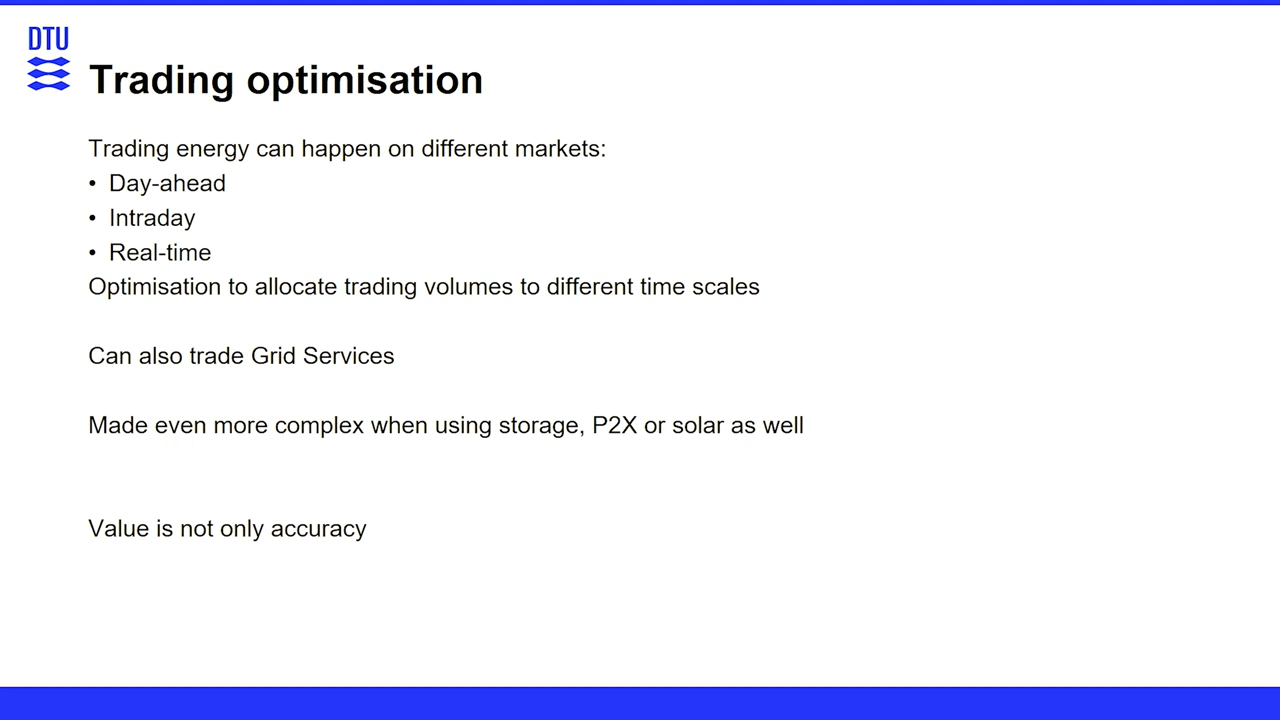 DTU
Trading optimisation
Trading energy can happen on different markets:
• Day-ahead
• Intraday
• Real-time
Optimisation to allocate trading volumes to different time scales
Can also trade Grid Services
Made even more complex when using storage, P2X or solar as well
Value is not only accuracy